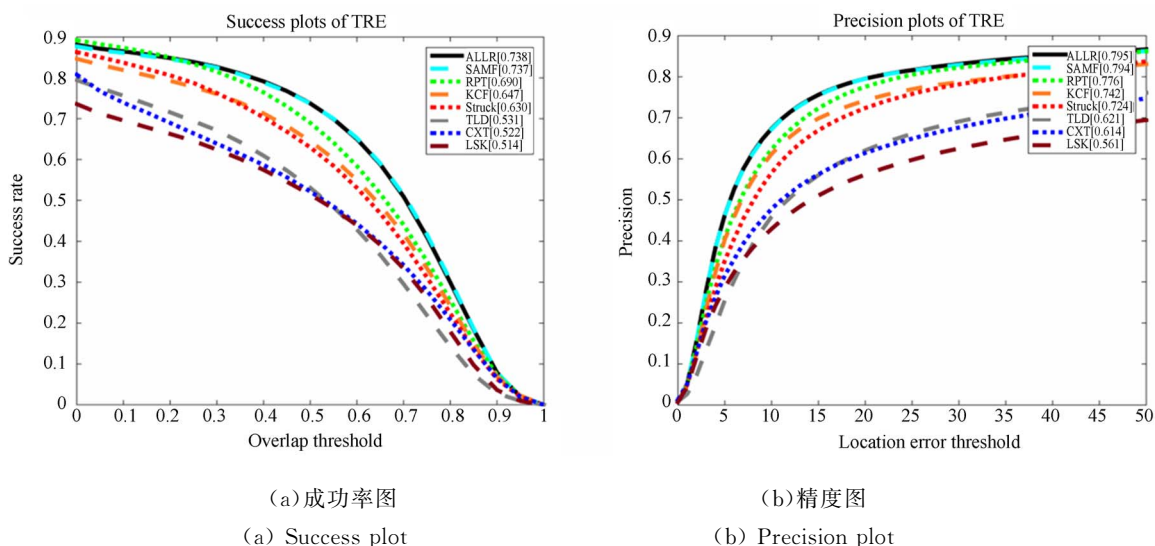 Success plots of TRE
0.9
0.8
0.7
0.6
0.5
0.4
0.3
0.2
0.1
0
Success rate
ALLR[0.738]
SAMF[0.737]
RPT[0.690]
KCF[0.647]
Struck[0.630]
TLD[0.531]
CXT[0.522]
LSK[0.514]
0 0.1 0.2 0.3 0.4 0.5 0.6 0.7 0.8 0.9 1
Overlap threshold
(a)成功率图
(a) Success plot
Precision plots of TRE
0.9
0.8
0.7
0.6
0.5
0.4
0.3
0.2
0.1
0
Precision
ALLR[0.795]
SAMF[0.794]
RPT[0.776]
KCF[0.742]
Struck[0.724]
TLD[0.621]
CXT[0.614]
LSK[0.561]
0 5 10 15 20 25 30 35 40 45 50
Location error threshold
(b)精度图
(b) Precision plot